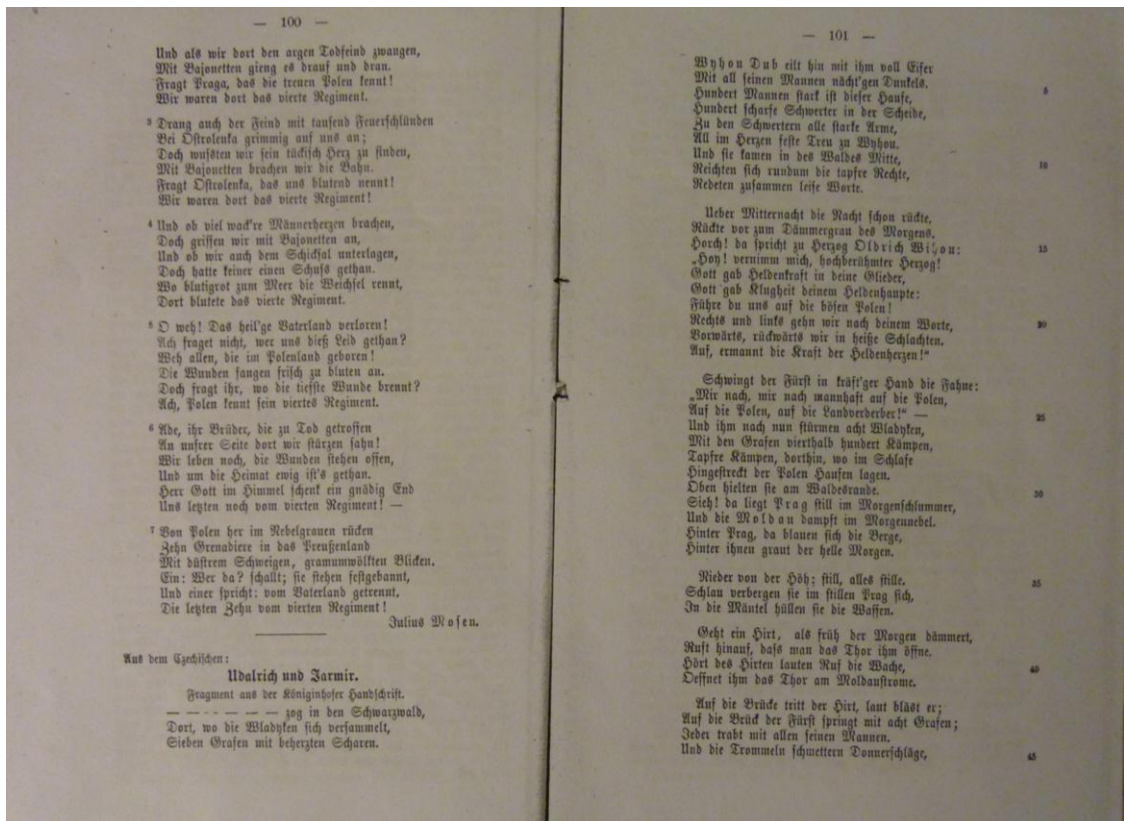 — 100 —
Und als wir dort den argen Todfeind zwangen,
Mit Bajonetten gieng es drauf und dran.
Fragt Praga, das die treuen Polen kennt!
Wir waren dort das vierte Regiment.
3 Drang auch der Feind mit tausend Feuerschlünden
Bei Ostrolenka grimmig auf uns an;
Doch wufsten wir sein tückisch Herz zu finden,
Mit Bajonetten brachen wir die Bahn.
Fragt Ostrolenka, das uns blutend nennt!
Wir waren dort das vierte Regiment!
4 Und ob viel wack're Männerherzen brachen,
Doch griffen wir mit Bajonetten an,
Und ob wir auch dem Schicksal unterlagen,
Doch hatte keiner einen Schufs gethan.
Wo blutigrot zum Meer die Weichsel rennt,
Dort blutete das vierte Regiment.
5 O weh! Das heil'ge Vaterland verloren!
Ach fraget nicht, wer uns dieß Leid gethan?
Weh allen, die im Polenland geboren!
Die Wunden fangen frisch zu bluten an.
Doch fragt ihr, wo die tiefste Wunde brennt?
Ach, Polen kennt sein viertes Regiment.
6 Ade, ihr Brüder, die zu Tod getroffen
An unsrer Seite dort wir stürzen sahn!
Wir leben noch, die Wunden stehen offen,
Und um die Heimat ewig ist's gethan.
Herr Gott im Himmel schenk ein gnädig End
Uns letzten noch vom vierten Regiment! —
7 Von Polen her im Nebelgrauen rücken
Zehn Grenadiere in das Preußenland
Mit düstrem Schweigen, gramumwölkten Blicken.
Ein: Wer da? schallt; sie stehen festgebannt,
Und einer spricht: vom Vaterland getrennt,
Die letzten Zehn vom vierten Regiment!
Julius Mosen.
Aus dem Czechischen:
Udalrich und Jarmir.
Fragment aus der Königinhofer Handschrift.
— — — — — — zog in den Schwarzwald,
Dort, wo die Wladyken sich versammelt,
Sieben Grafen mit beherzten Scharen.
— 101 —
Wyhou Dub eilt hin mit ihm voll Eifer
Mit all seinen Mannen nächt'gen Dunkels.
Hundert Mannen stark ist dieser Haufe, 5
Hundert scharfe Schwerter in der Scheide,
Zu den Schwertern alle starke Arme,
All im Herzen feste Treu zu Wyhou.
Und sie kamen in des Waldes Mitte,
Reichten sich rundum die tapfre Rechte, 10
Redeten zusammen leise Worte.
Ueber Mitternacht die Nacht schon rückte,
Rückte vor zum Dämmergrau des Morgens.
Horch! da spricht zu Herzog Oldrich Wihou: 15
„Hoy! vernimm mich, hochberühmter Herzog!
Gott gab Heldenkraft in deine Glieder,
Gott gab Klugheit deinem Heldenhaupte:
Führe du uns auf die bösen Polen!
Rechts und links gehn wir nach deinem Worte, 20
Vorwärts, rückwärts wir in heiße Schlachten.
Auf, ermannt die Kraft der Heldenherzen!“
Schwingt der Fürst in kräft'ger Hand die Fahne:
„Mir nach, mir nach mannhaft auf die Polen,
Auf die Polen, auf die Landverderber!“ — 25
Und ihm nach nun stürmen acht Wladyken,
Mit den Grafen vierthalb hundert Kämpen,
Tapfre Kämpen, dorthin, wo im Schlafe
Hingestreckt der Polen Haufen lagen.
Oben hielten sie am Waldesrande. 30
Sieh! da liegt Prag still im Morgenschlummer,
Und die Moldau dampft im Morgennebel.
Hinter Prag, da blauen sich die Berge,
Hinter ihnen graut der helle Morgen.
Nieder von der Höh; still, alles stille. 35
Schlau verbergen sie im stillen Prag sich,
In die Mäntel hüllen sie die Waffen.
Geht ein Hirt, als früh der Morgen dämmert,
Ruft hinauf, dafs man das Thor ihm öffne.
Hört des Hirten lauten Ruf die Wache, 40
Oeffnet ihm das Thor am Moldaustrome.
Auf die Brücke tritt der Hirt, laut bläst er;
Auf die Brück der Fürst springt mit acht Grafen;
Jeder trabt mit allen seinen Mannen.
Und die Trommeln schmettern Donnerschläge, 45